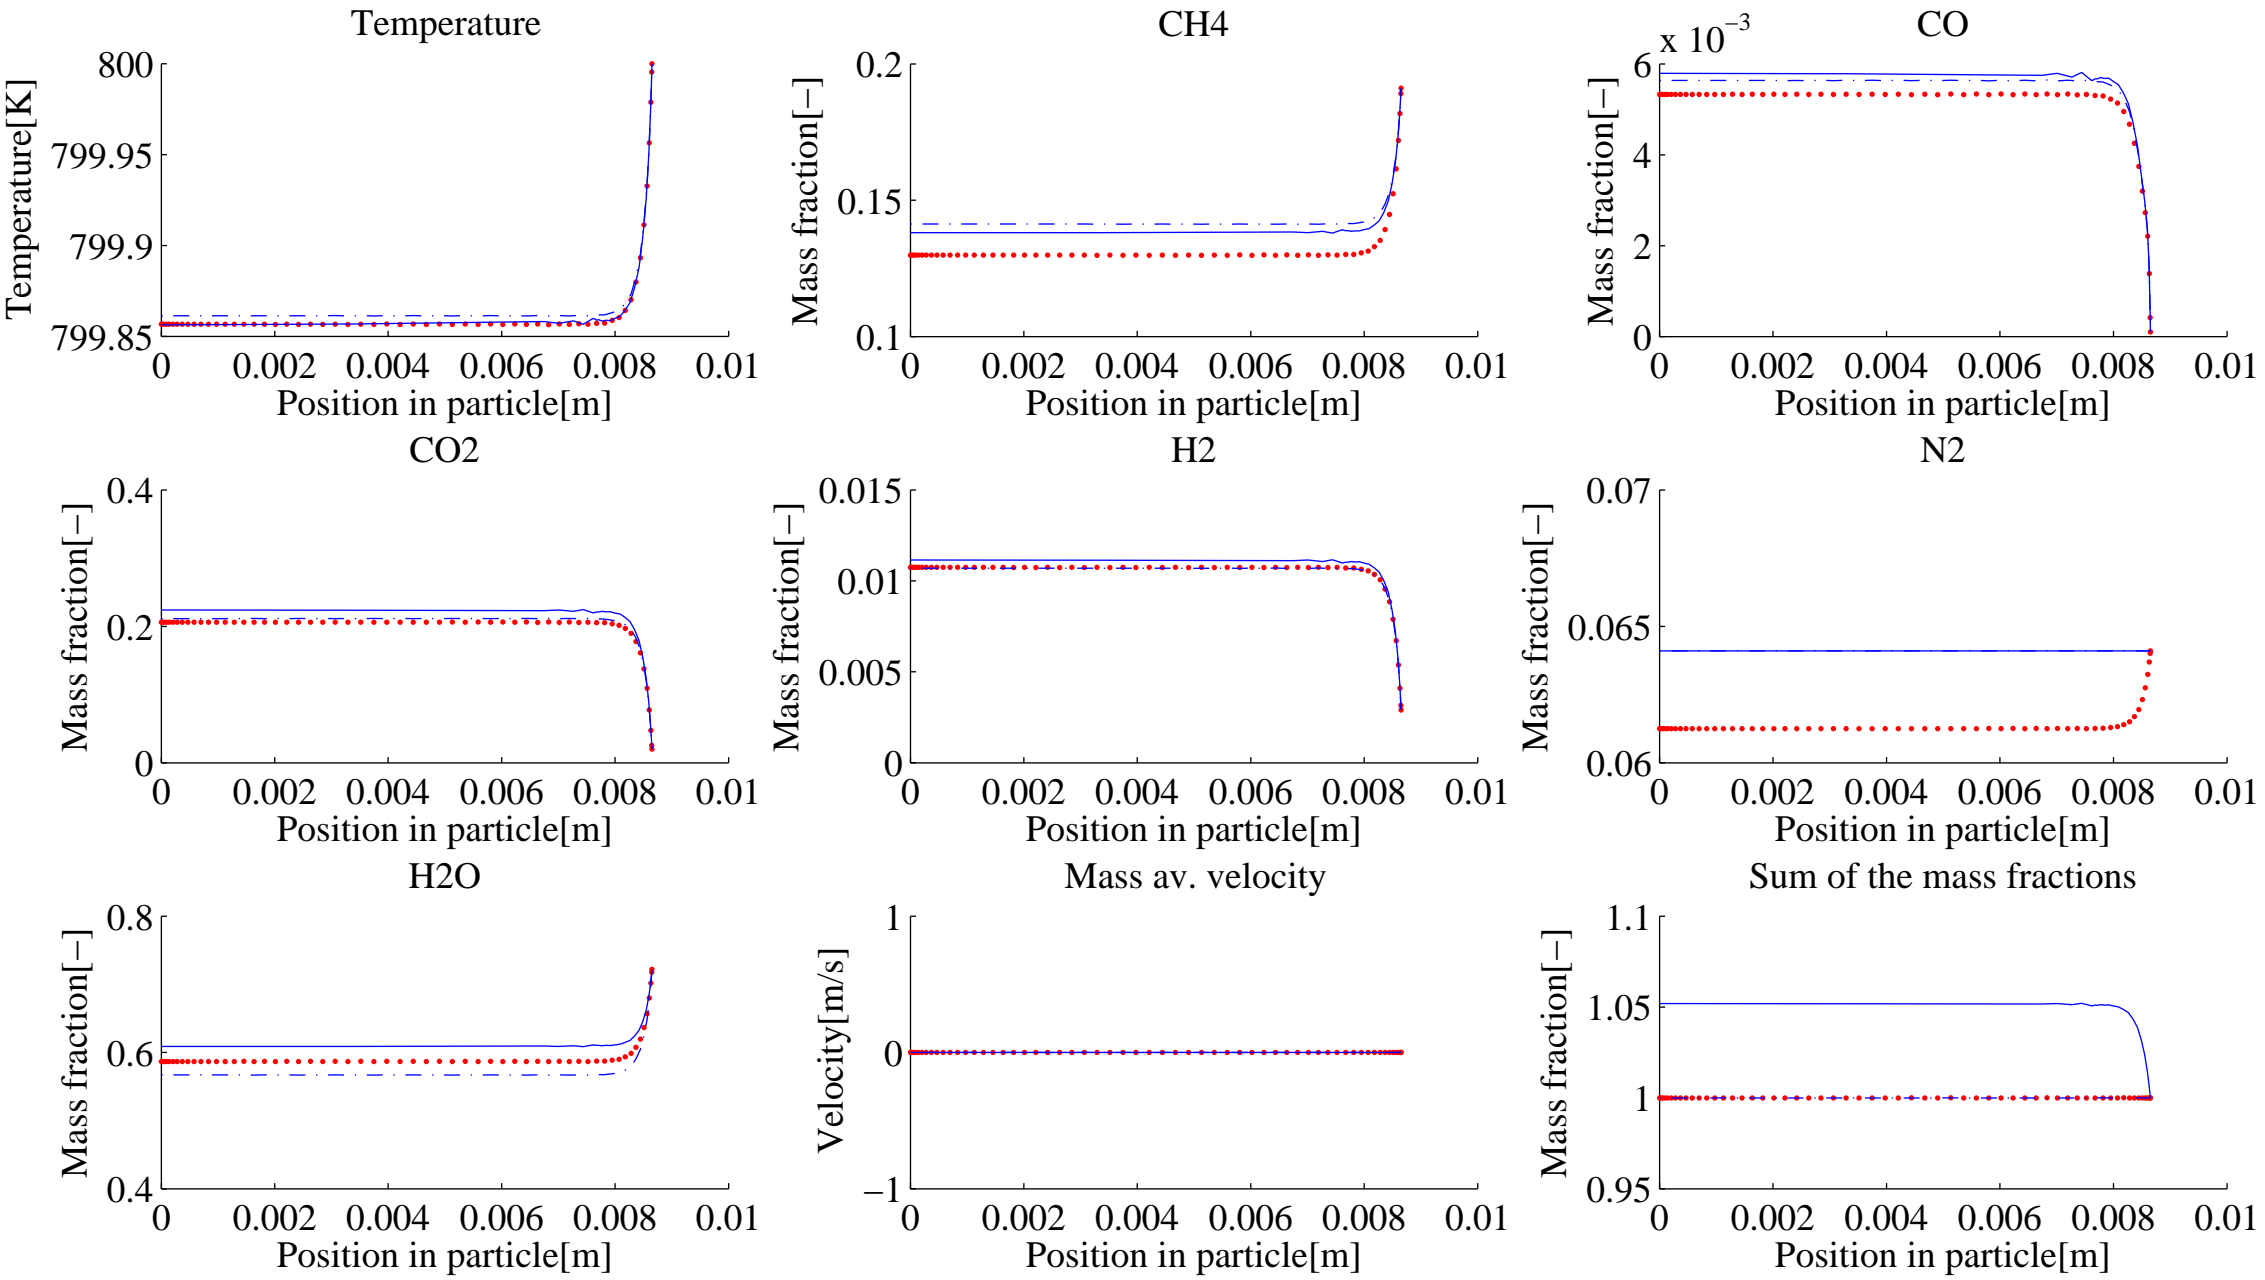 Temperature
Temperature[K]
800
799.95
799.9
799.85
0 0.002 0.004 0.006 0.008 0.01
Position in particle[m]
CH4
Mass fraction[−]
0.2
0.15
0.1
0 0.002 0.004 0.006 0.008 0.01
Position in particle[m]
CO
x 10−3
Mass fraction[−]
6
4
2
0
0 0.002 0.004 0.006 0.008 0.01
Position in particle[m]
CO2
Mass fraction[−]
0.4
0.2
0
0 0.002 0.004 0.006 0.008 0.01
Position in particle[m]
H2
Mass fraction[−]
0.015
0.01
0.005
0
0 0.002 0.004 0.006 0.008 0.01
Position in particle[m]
N2
Mass fraction[−]
0.07
0.065
0.06
0 0.002 0.004 0.006 0.008 0.01
Position in particle[m]
H2O
Mass fraction[−]
0.8
0.6
0.4
0 0.002 0.004 0.006 0.008 0.01
Position in particle[m]
Mass av. velocity
Velocity[m/s]
1
0
−1
0 0.002 0.004 0.006 0.008 0.01
Position in particle[m]
Sum of the mass fractions
Mass fraction[−]
1.1
1.05
1
0.95
0 0.002 0.004 0.006 0.008 0.01
Position in particle[m]